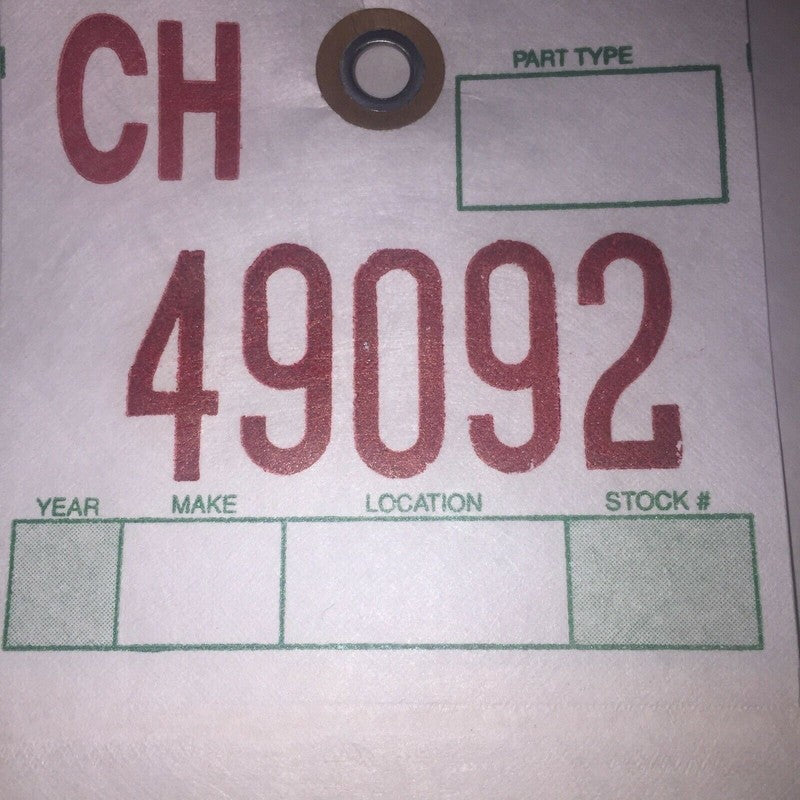 CH
PART TYPE
49092
YEAR MAKE LOCATION STOCK #